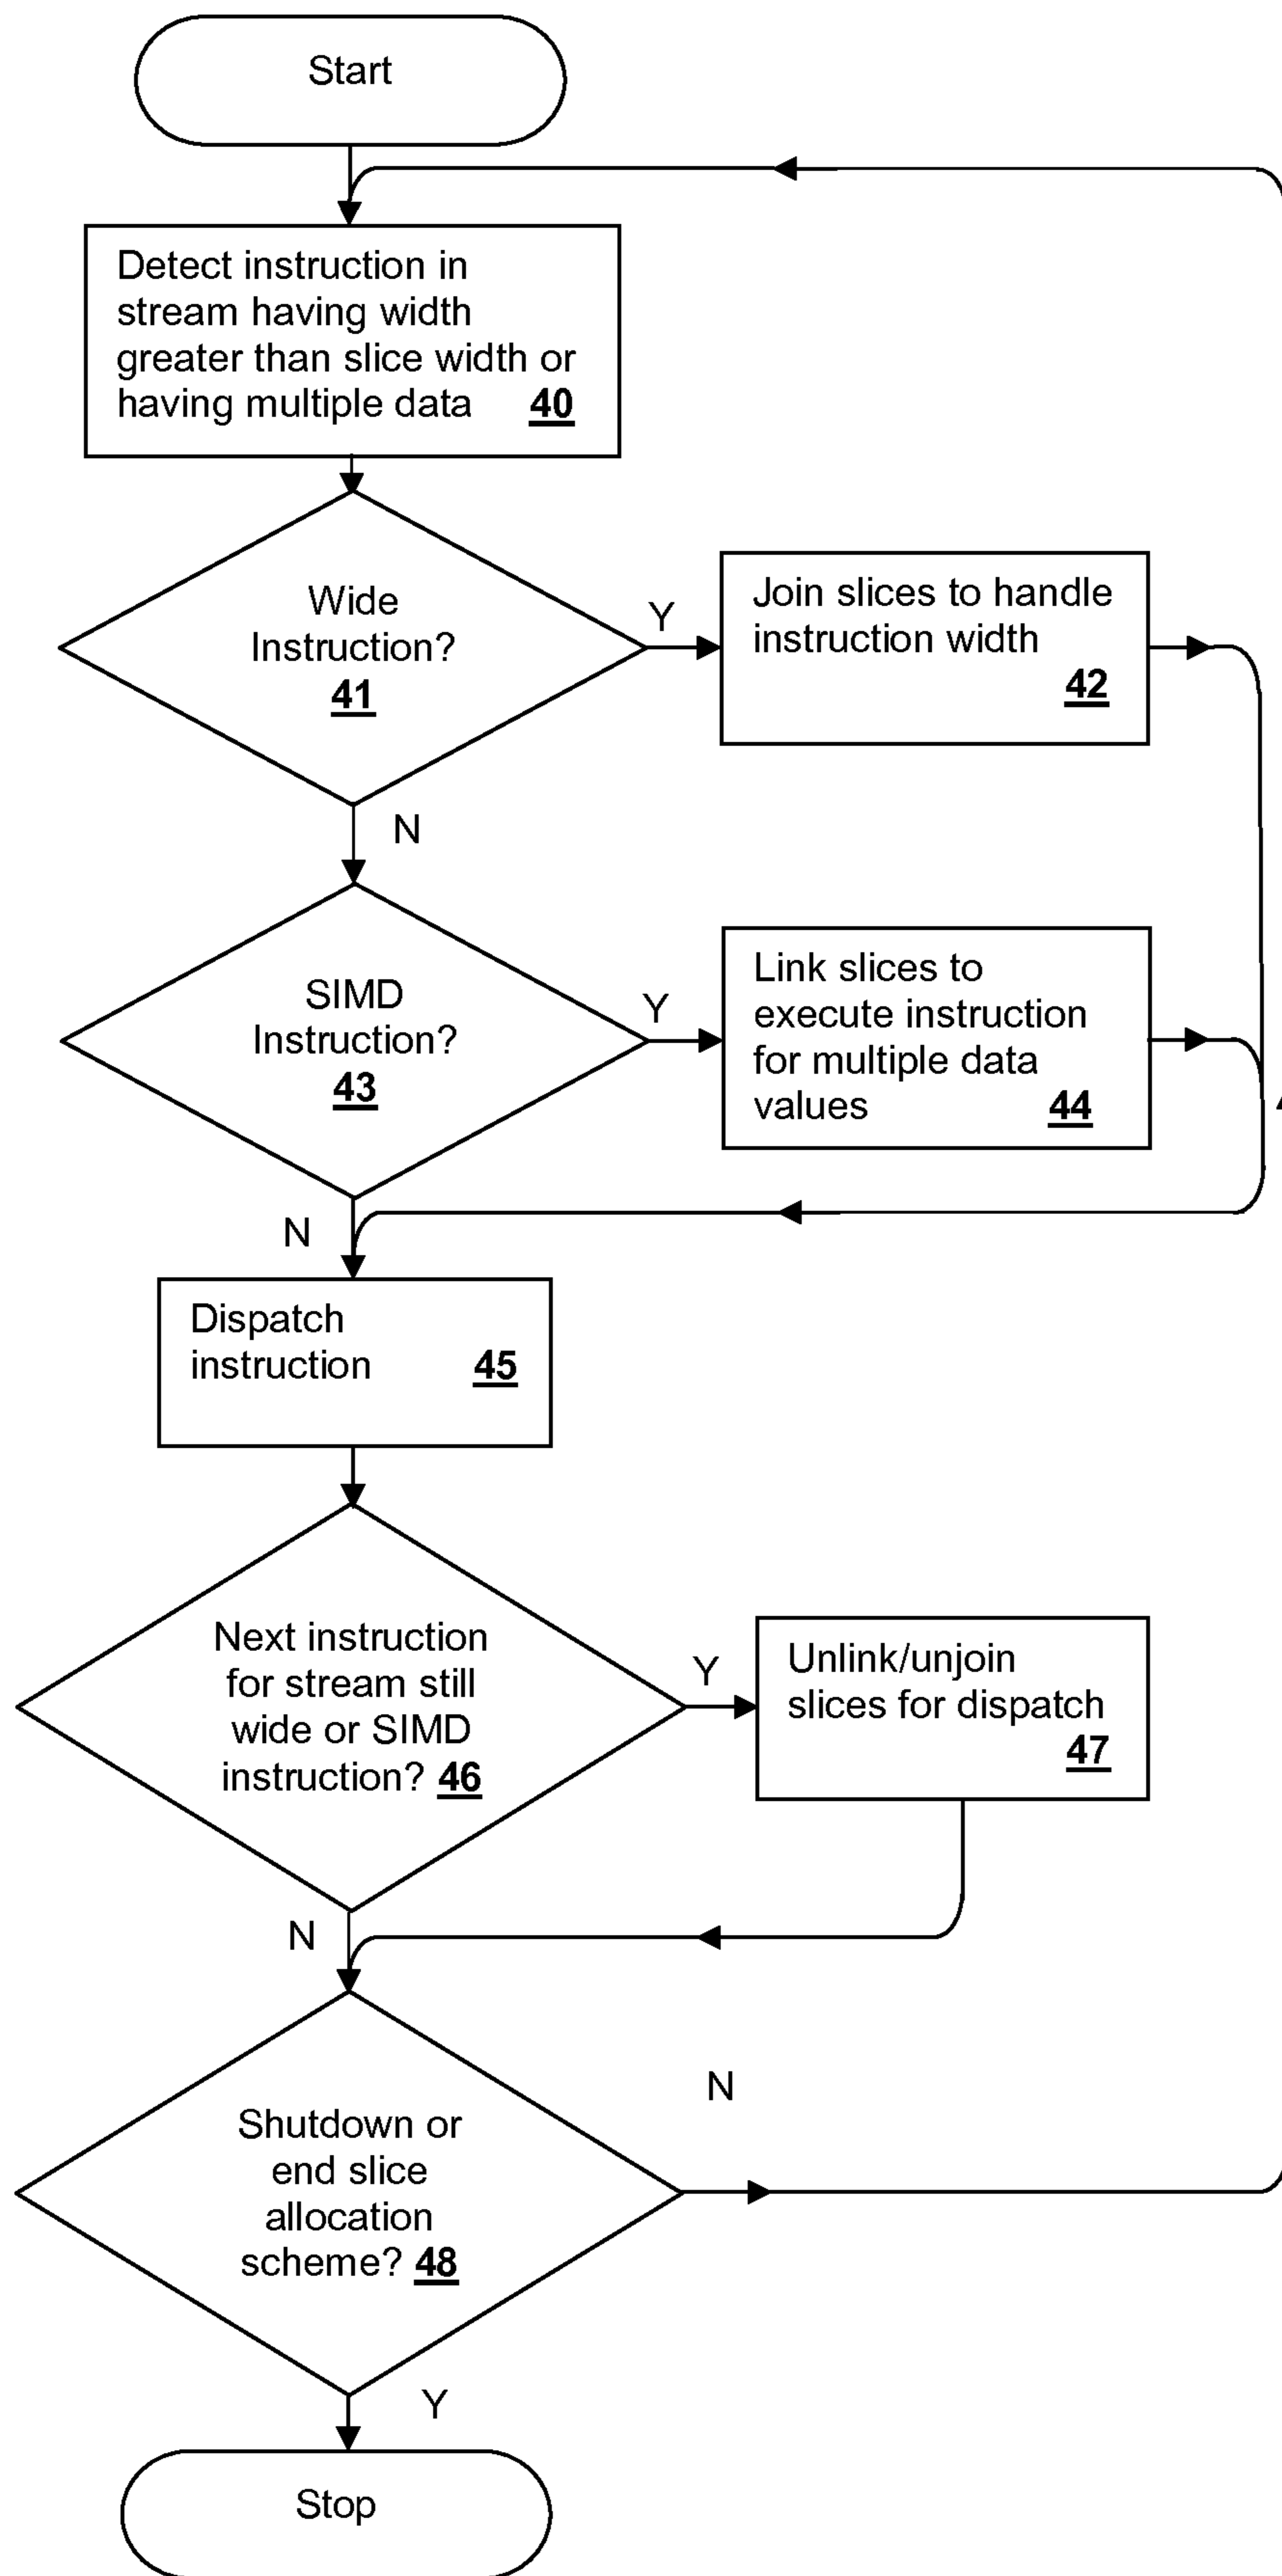 Start
Detect instruction in
stream having width
greater than slice width or
having multiple data 40
Wide
Instruction?
41
Y
Join slices to handle
instruction width
42
N
SIMD
Instruction?
43
Y
Link slices to
execute instruction
for multiple data
values 44
N
Dispatch
instruction 45
Next instruction
for stream still
wide or SIMD
instruction? 46
Y
Unlink/unjoin
slices for dispatch
47
N
Shutdown or
end slice
allocation
scheme? 48
N
Y
Stop